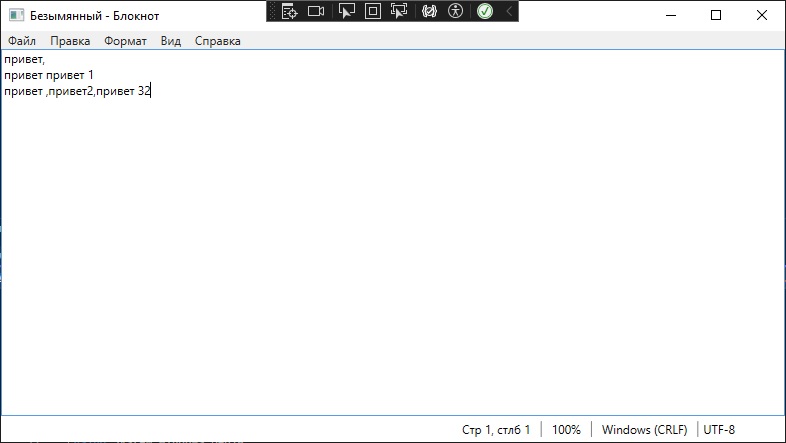 Безымянный - Блокнот
Файл Правка Формат Вид Справка
привет,
привет привет 1
привет ,привет2,привет 32
Стр 1, стлб 1 100% Windows (CRLF) UTF-8